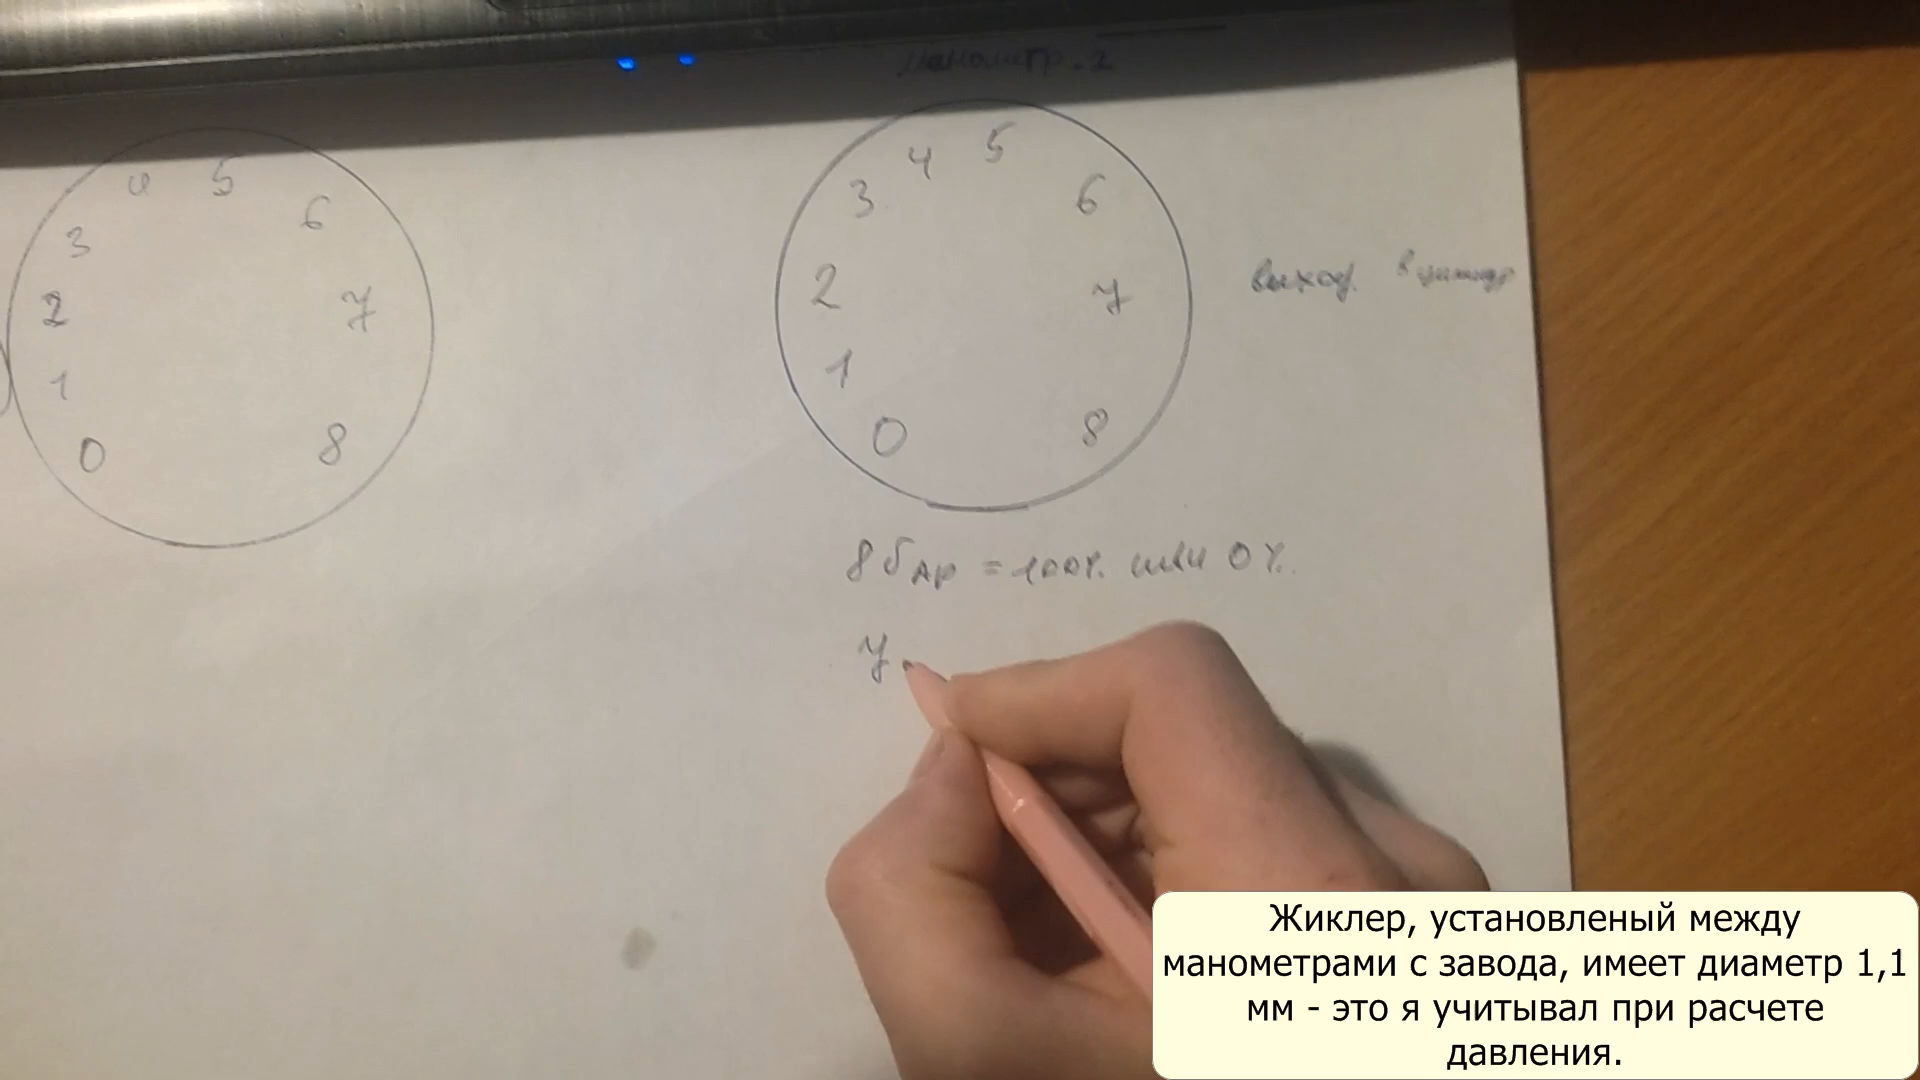 манометр. 2
4 5
3 6
2 7
1
0 8
4 5
3 6
2 7
1
0 8
выход. в цилиндр
8 бар = 100% или 0%.
7
Жиклер, установленый между
манометрами с завода, имеет диаметр 1,1
мм - это я учитывал при расчете
давления.